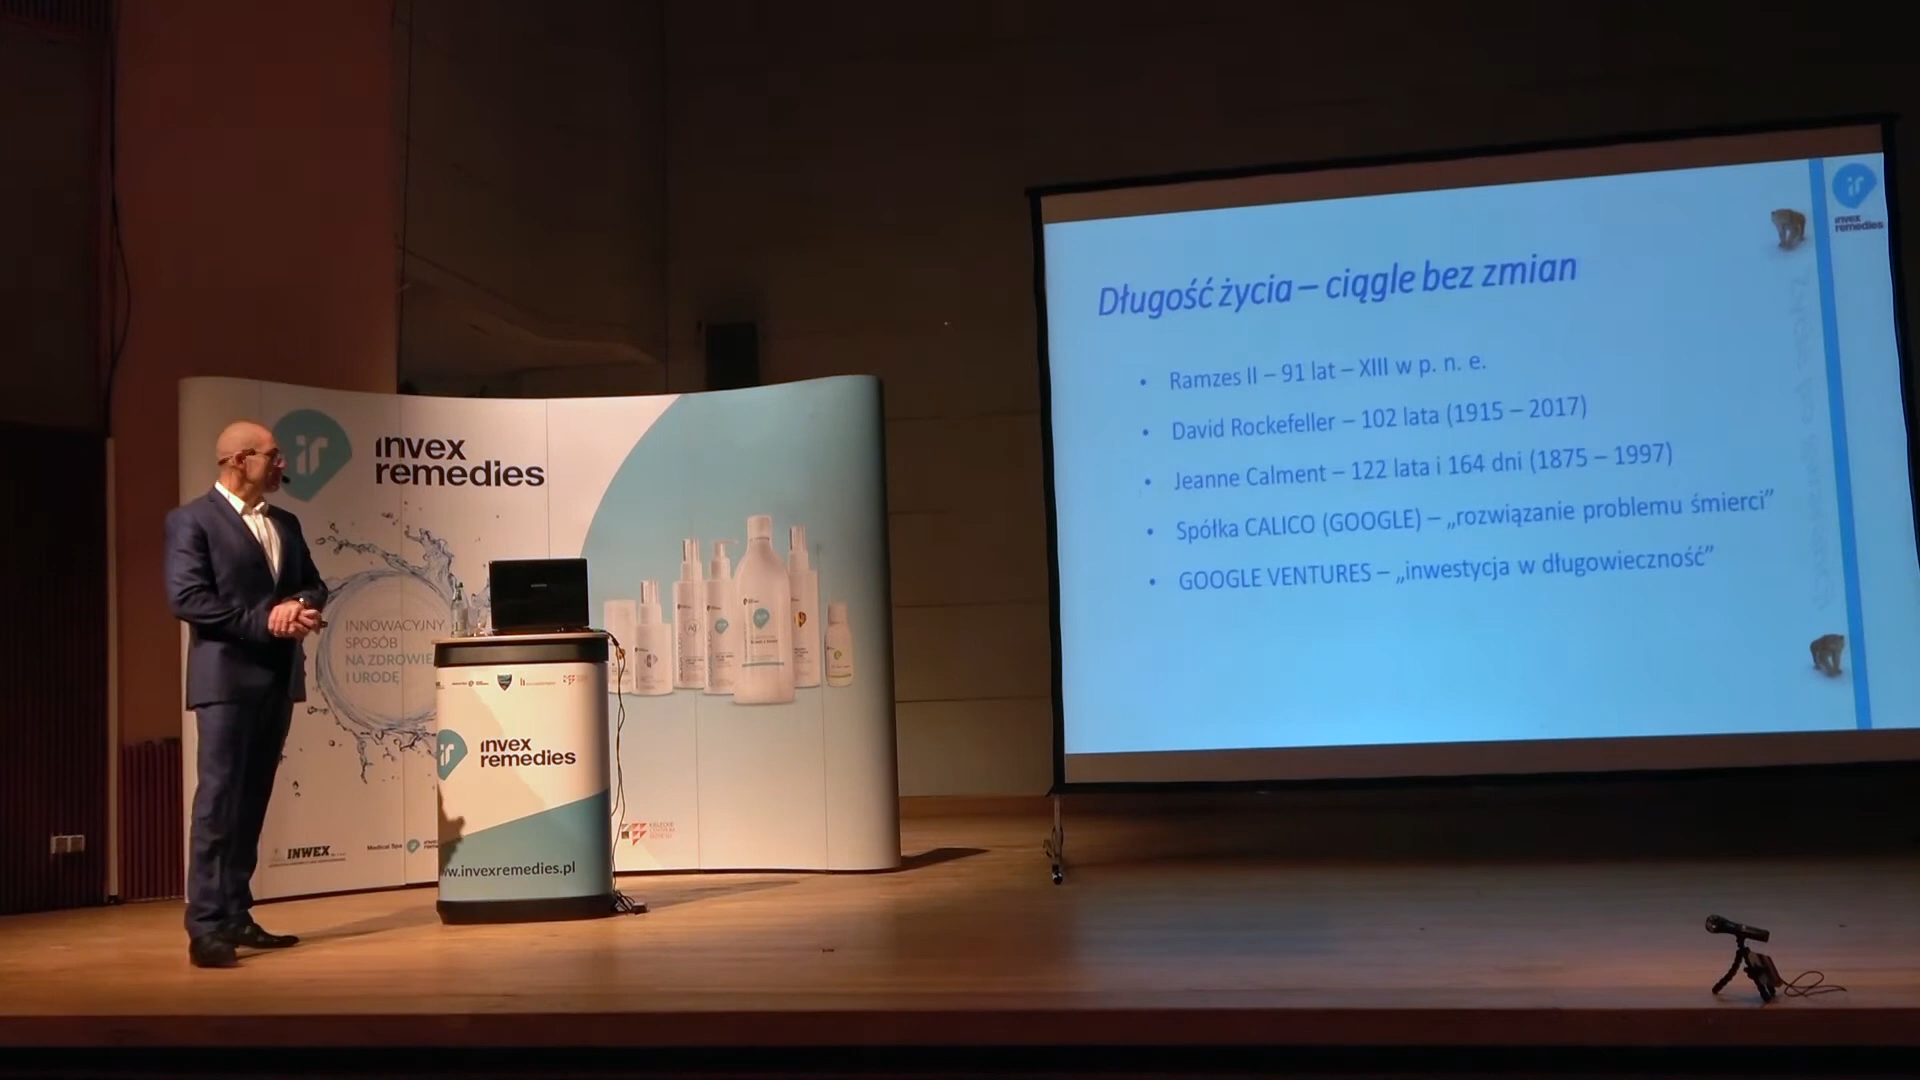 invex
remedies
INNOWACYJNY
SPOSÓB
NA ZDROWIE
I URODĘ
INWEX
Medical Spa
invex
remedies
www.invexremedies.pl
invex
remedies
Długość życia – ciągle bez zmian
• Ramzes II – 91 lat – XIII w p. n. e.
• David Rockefeller – 102 lata (1915 – 2017)
• Jeanne Calment – 122 lata i 164 dni (1875 – 1997)
• Spółka CALICO (GOOGLE) – „rozwiązanie problemu śmierci”
• GOOGLE VENTURES – „inwestycja w długowieczność”